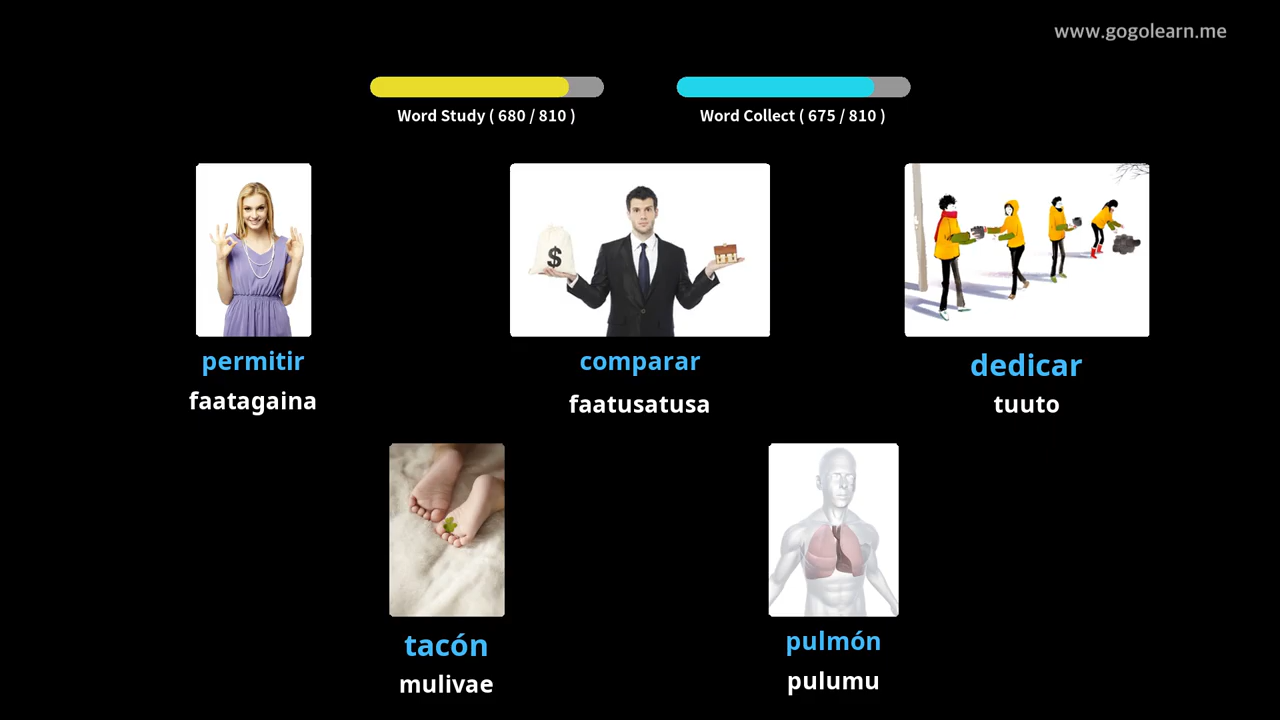 www.gogolearn.me
Word Study ( 680 / 810 )
Word Collect ( 675 / 810 )
permitir
faatagaina
comparar
faatusatusa
dedicar
tuuto
$
tacón
mulivae
pulmón
pulumu